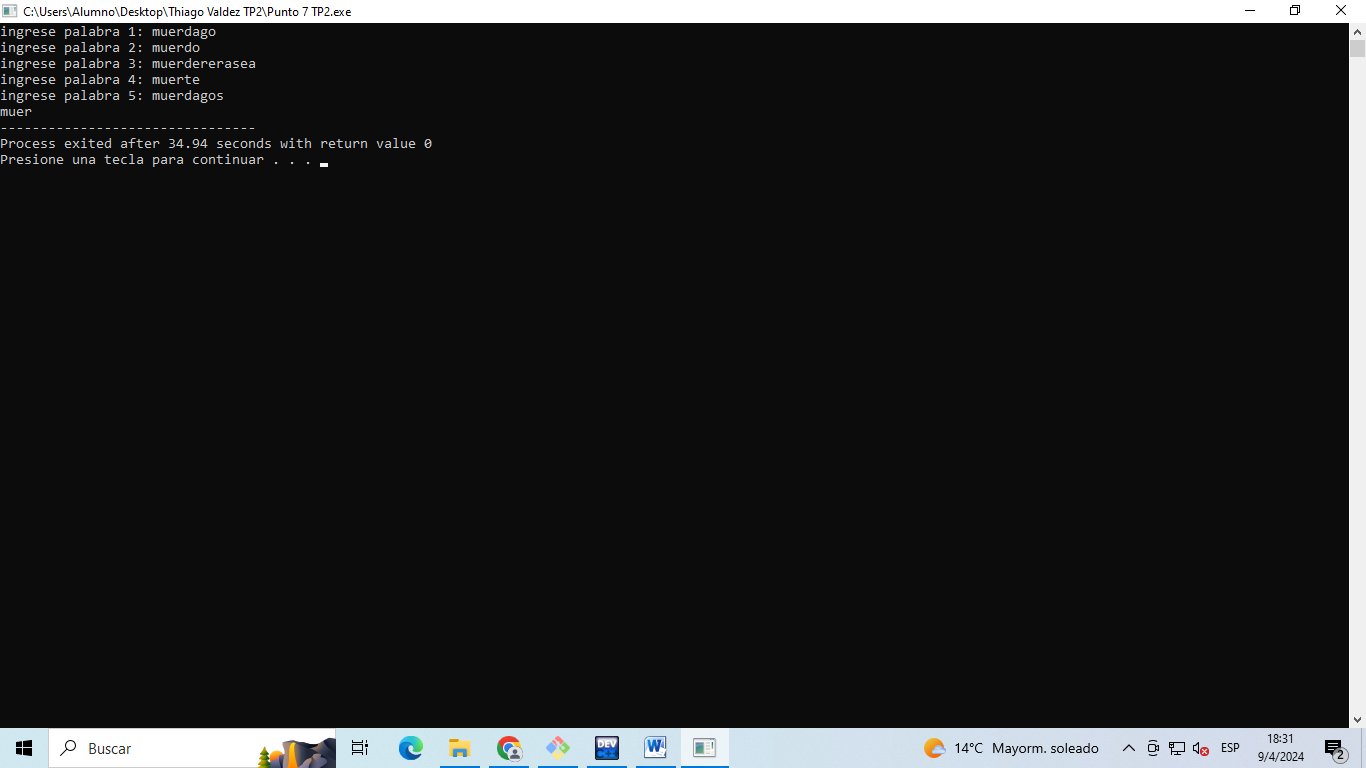 C:\Users\Alumno\Desktop\Thiago Valdez TP2\Punto 7 TP2.exe
ingrese palabra 1: muerdago
ingrese palabra 2: muerdo
ingrese palabra 3: muerdererasea
ingrese palabra 4: muerte
ingrese palabra 5: muerdagos
muer
--------------------------------
Process exited after 34.94 seconds with return value 0
Presione una tecla para continuar . . .
Buscar
DEV
W
14°C Mayorm. soleado
ESP
18:31
9/4/2024
2